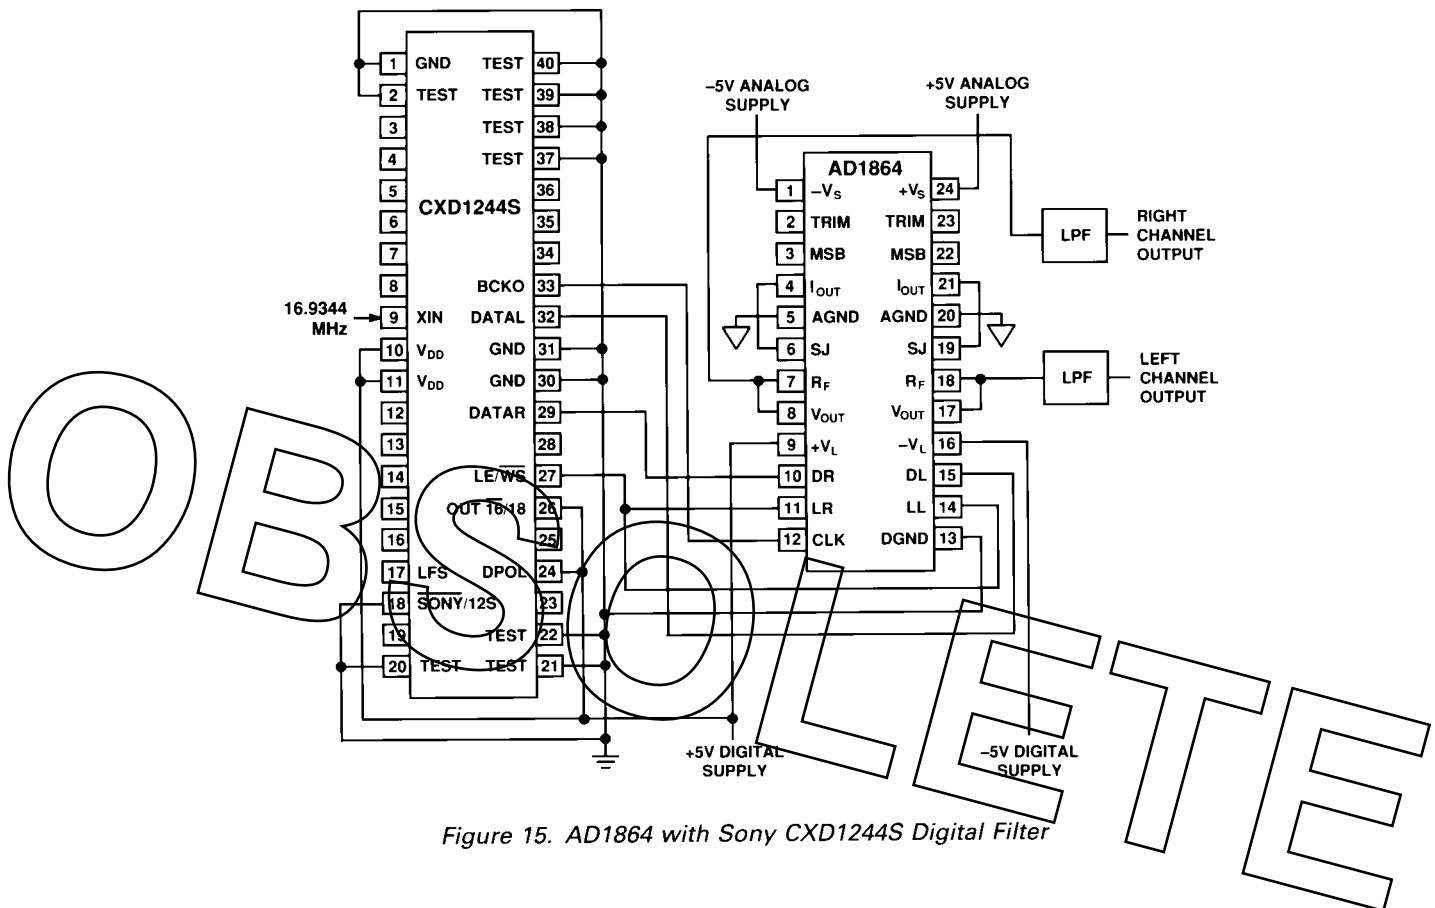 1 GND TEST 40
2 TEST TEST 39
3 TEST 38
4 TEST 37
5 36
CXD1244S
6 35
7 34
8 BCKO 33
16.9344
MHz
9 XIN DATAL 32
10 VDD GND 31
11 VDD GND 30
12 DATAR 29
13 28
14 LE/W̅S̅ 27
15 OUT 1̅6̅/18 26
16 25
17 LFS DPOL 24
18 S̅O̅N̅Y̅/12S 23
19 TEST 22
20 TEST TEST 21
–5V ANALOG
SUPPLY
+5V ANALOG
SUPPLY
AD1864
1 –VS +VS 24
2 TRIM TRIM 23
3 MSB MSB 22
4 IOUT IOUT 21
5 AGND AGND 20
6 SJ SJ 19
7 RF RF 18
8 VOUT VOUT 17
9 +VL –VL 16
10 DR DL 15
11 LR LL 14
12 CLK DGND 13
LPF
RIGHT
CHANNEL
OUTPUT
LPF
LEFT
CHANNEL
OUTPUT
+5V DIGITAL
SUPPLY
–5V DIGITAL
SUPPLY
OBSOLETE
Figure 15. AD1864 with Sony CXD1244S Digital Filter